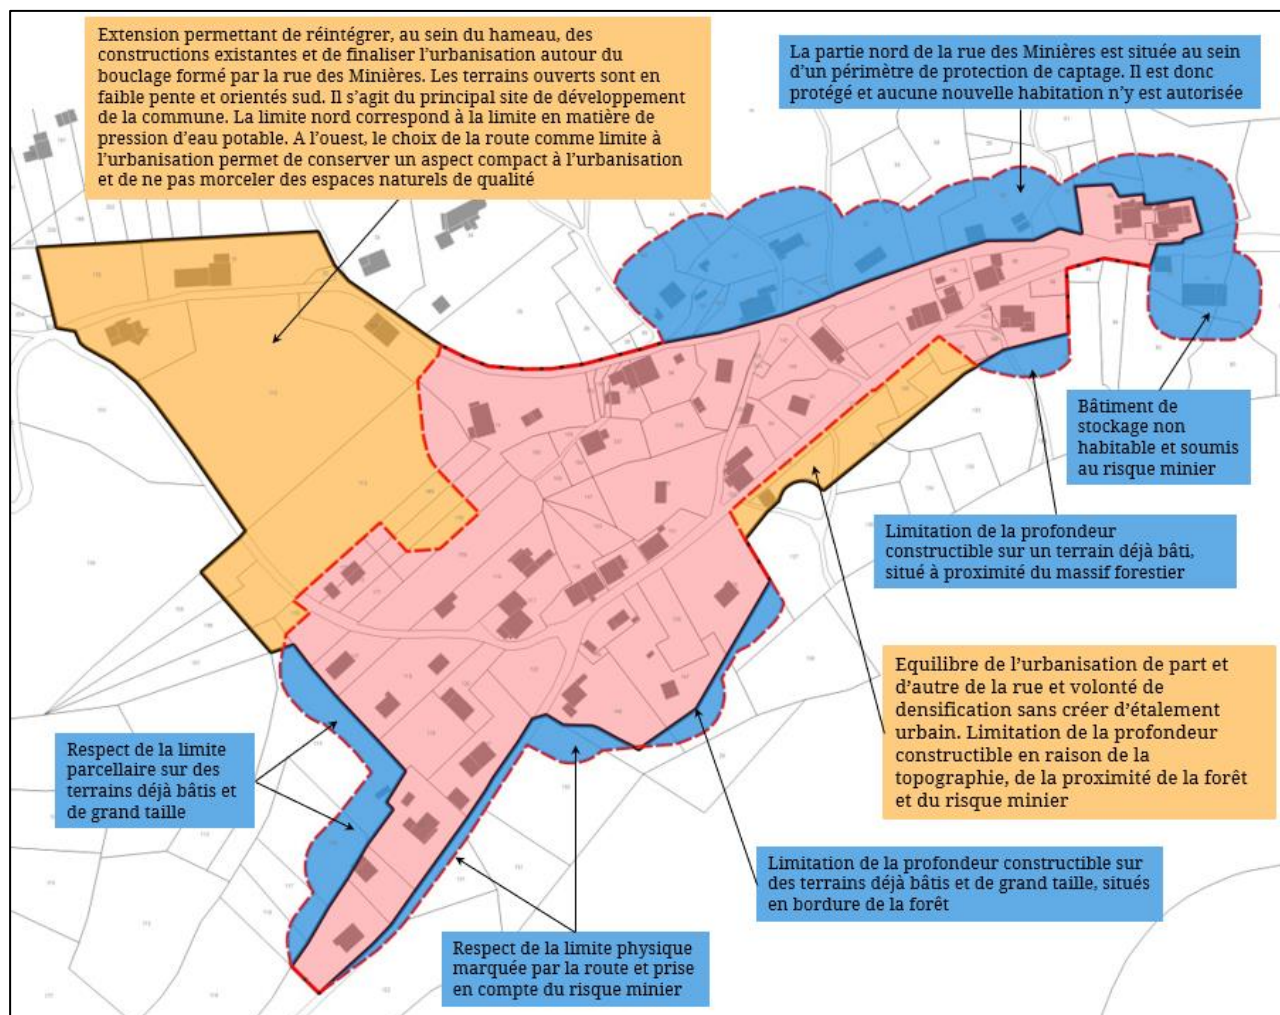 Extension permettant de réintégrer, au sein du hameau, des
constructions existantes et de finaliser l’urbanisation autour du
bouclage formé par la rue des Minières. Les terrains ouverts sont en
faible pente et orientés sud. Il s’agit du principal site de développement
de la commune. La limite nord correspond à la limite en matière de
pression d’eau potable. A l’ouest, le choix de la route comme limite à
l’urbanisation permet de conserver un aspect compact à l’urbanisation
et de ne pas morceler des espaces naturels de qualité
La partie nord de la rue des Minières est située au sein
d’un périmètre de protection de captage. Il est donc
protégé et aucune nouvelle habitation n’y est autorisée
Bâtiment de
stockage non
habitable et soumis
au risque minier
Limitation de la profondeur
constructible sur un terrain déjà bâti,
situé à proximité du massif forestier
Equilibre de l’urbanisation de part et
d’autre de la rue et volonté de
densification sans créer d’étalement
urbain. Limitation de la profondeur
constructible en raison de la
topographie, de la proximité de la forêt
et du risque minier
Respect de la limite
parcellaire sur des
terrains déjà bâtis et
de grand taille
Limitation de la profondeur constructible sur
des terrains déjà bâtis et de grand taille, situés
en bordure de la forêt
Respect de la limite physique
marquée par la route et prise
en compte du risque minier